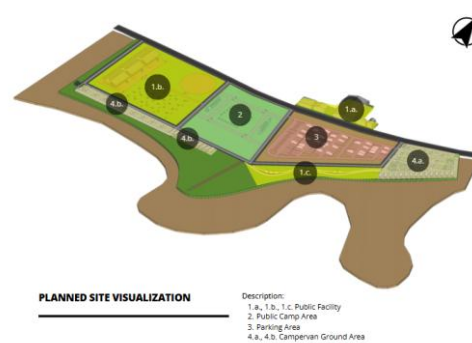 1.b.
1.a.
4.b.
2
4.b.
3
4.a.
1.c.
PLANNED SITE VISUALIZATION
Description:
1.a., 1.b., 1.c. Public Facility
2. Public Camp Area
3. Parking Area
4.a., 4.b. Campervan Ground Area